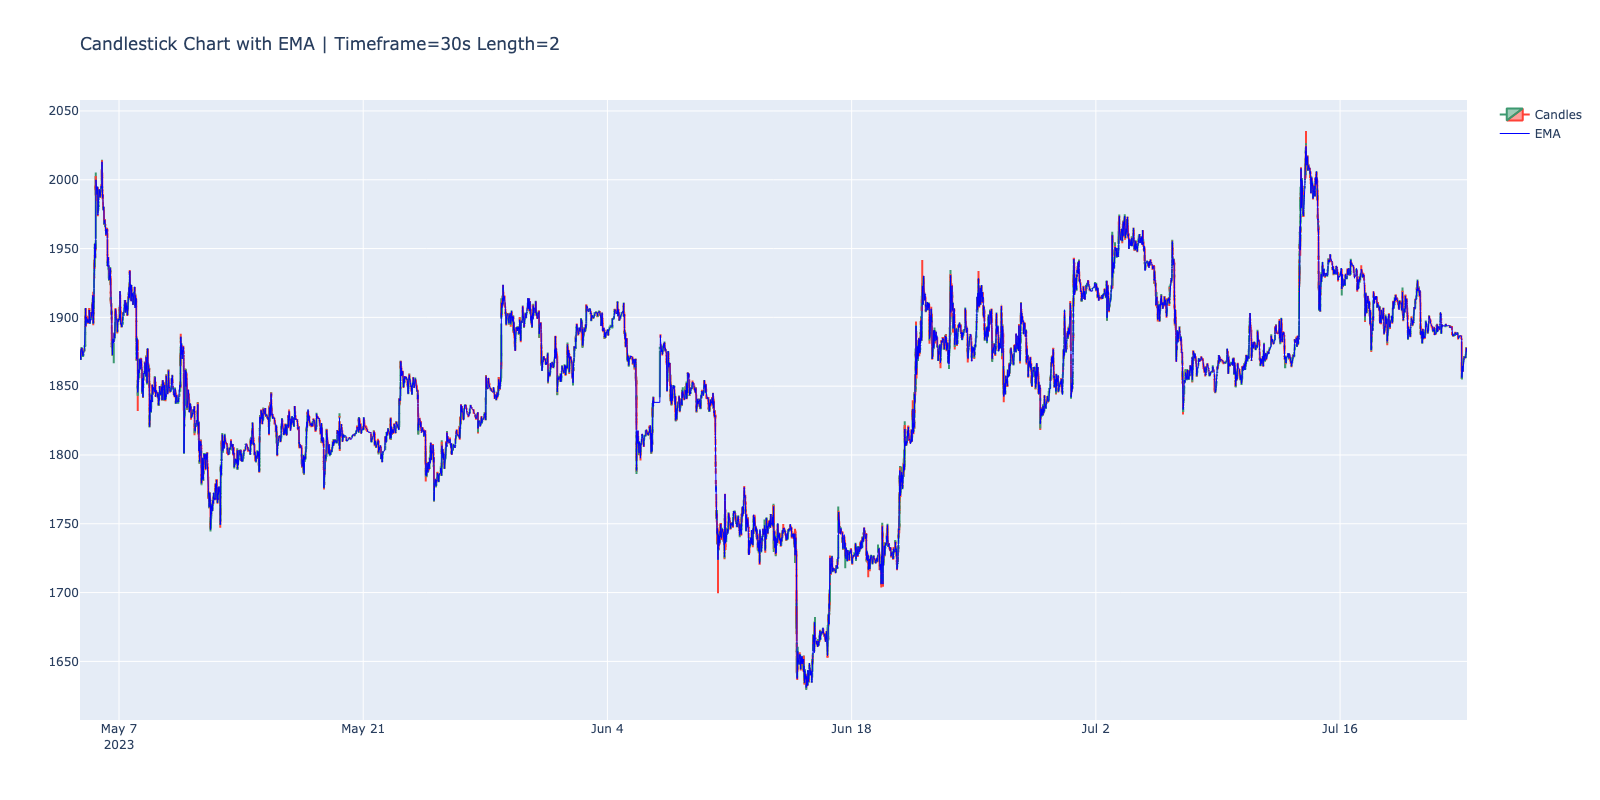 Candlestick Chart with EMA | Timeframe=30s Length=2
2050
2000
1950
1900
1850
1800
1750
1700
1650
May 7
2023
May 21
Jun 4
Jun 18
Jul 2
Jul 16
Candles
EMA